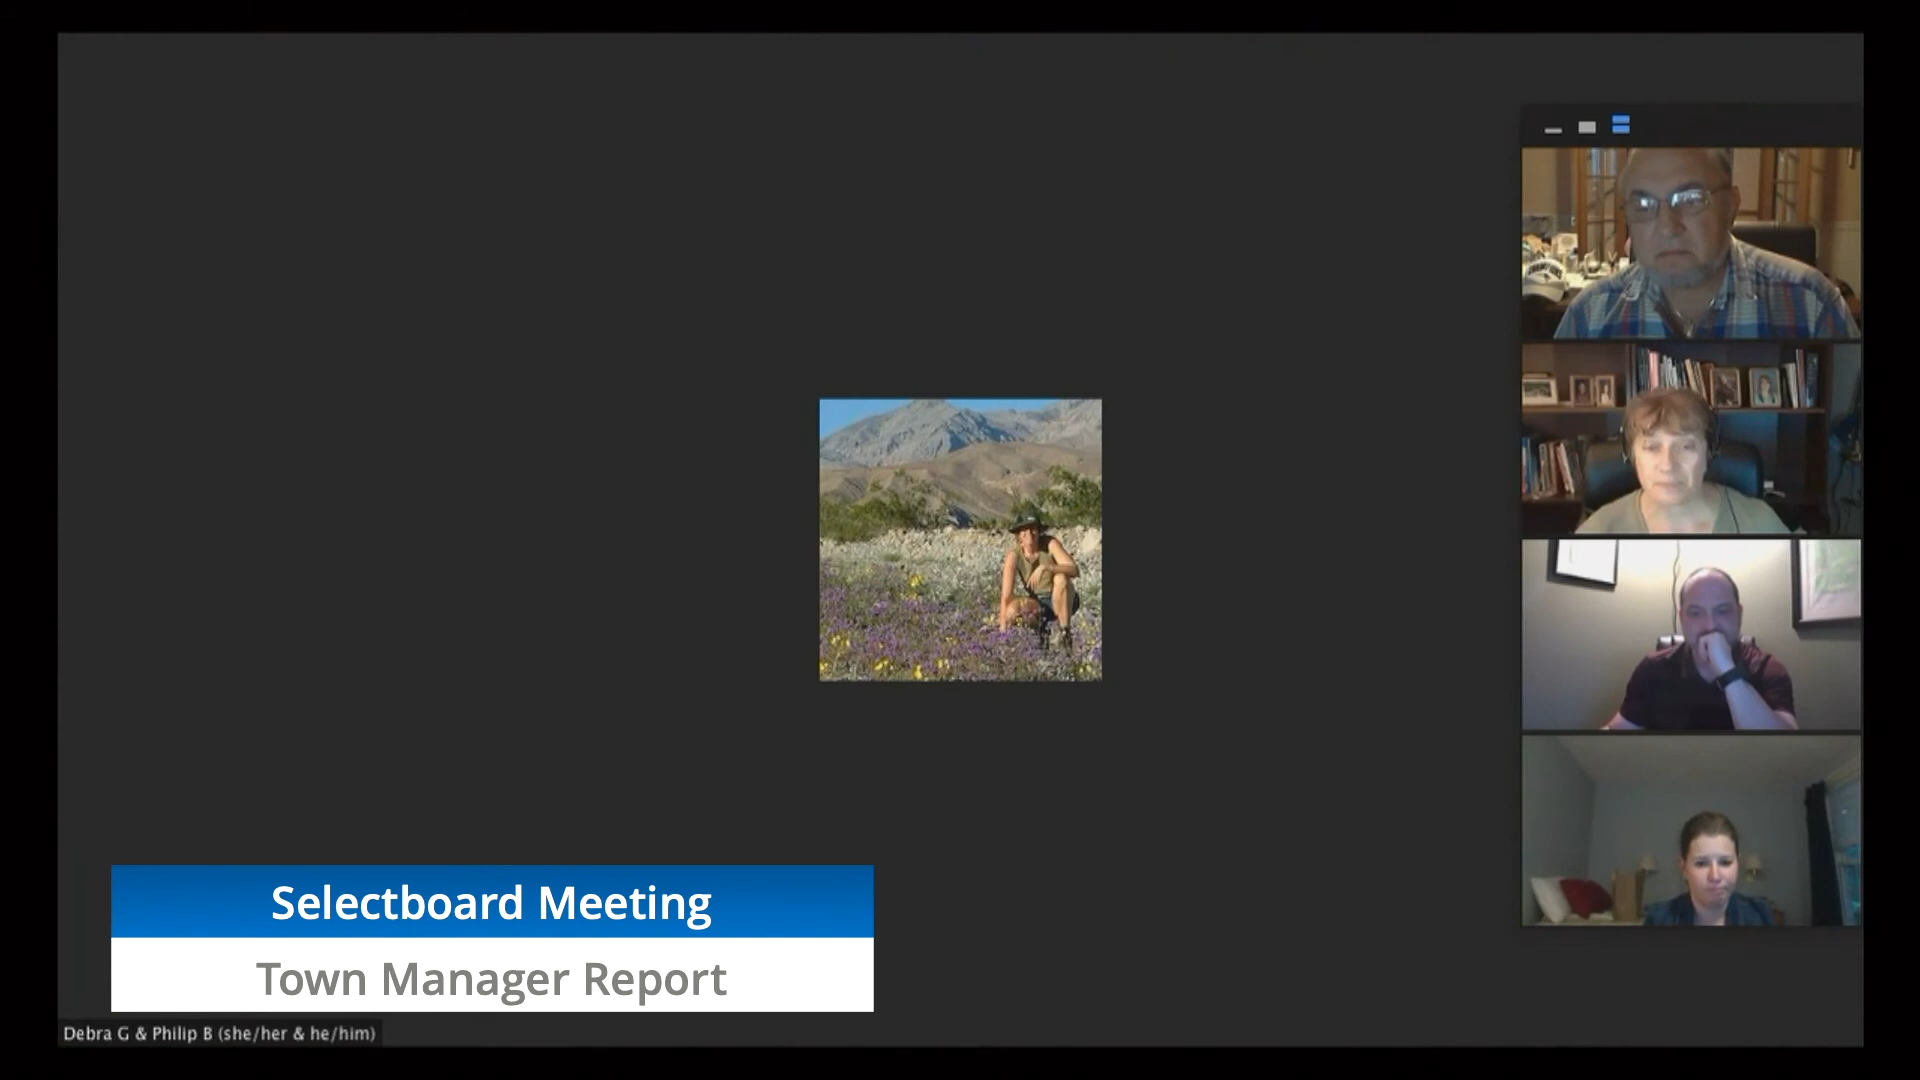 Selectboard Meeting
Town Manager Report
Debra G & Philip B (she/her & he/him)